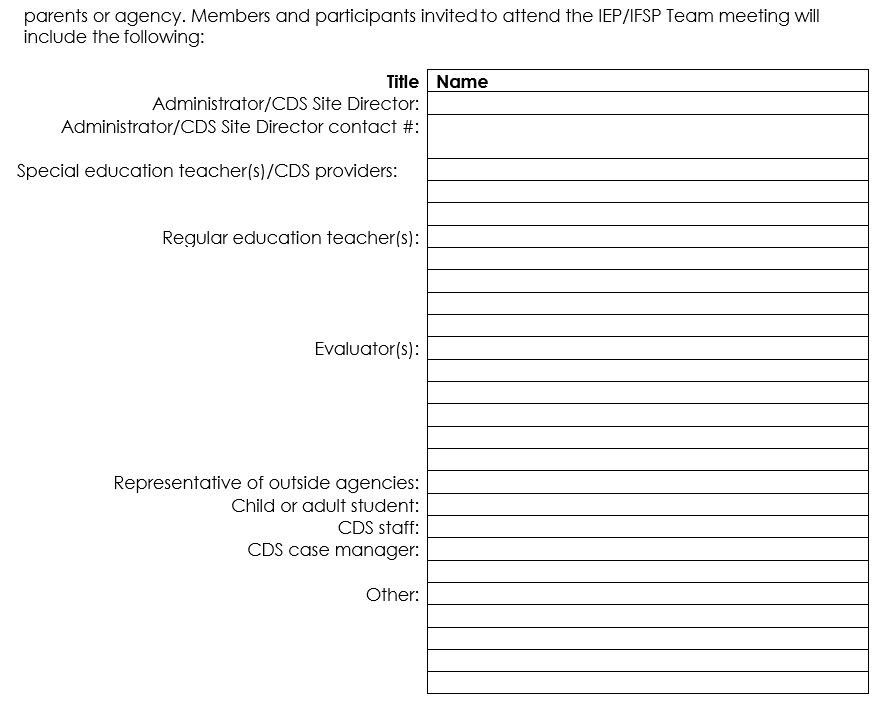 parents or agency. Members and participants invited to attend the IEP/IFSP Team meeting will
include the following:
Title Name
Administrator/CDS Site Director:
Administrator/CDS Site Director contact #:
Special education teacher(s)/CDS providers:
Regular education teacher(s):
Evaluator(s):
Representative of outside agencies:
Child or adult student:
CDS staff:
CDS case manager:
Other: